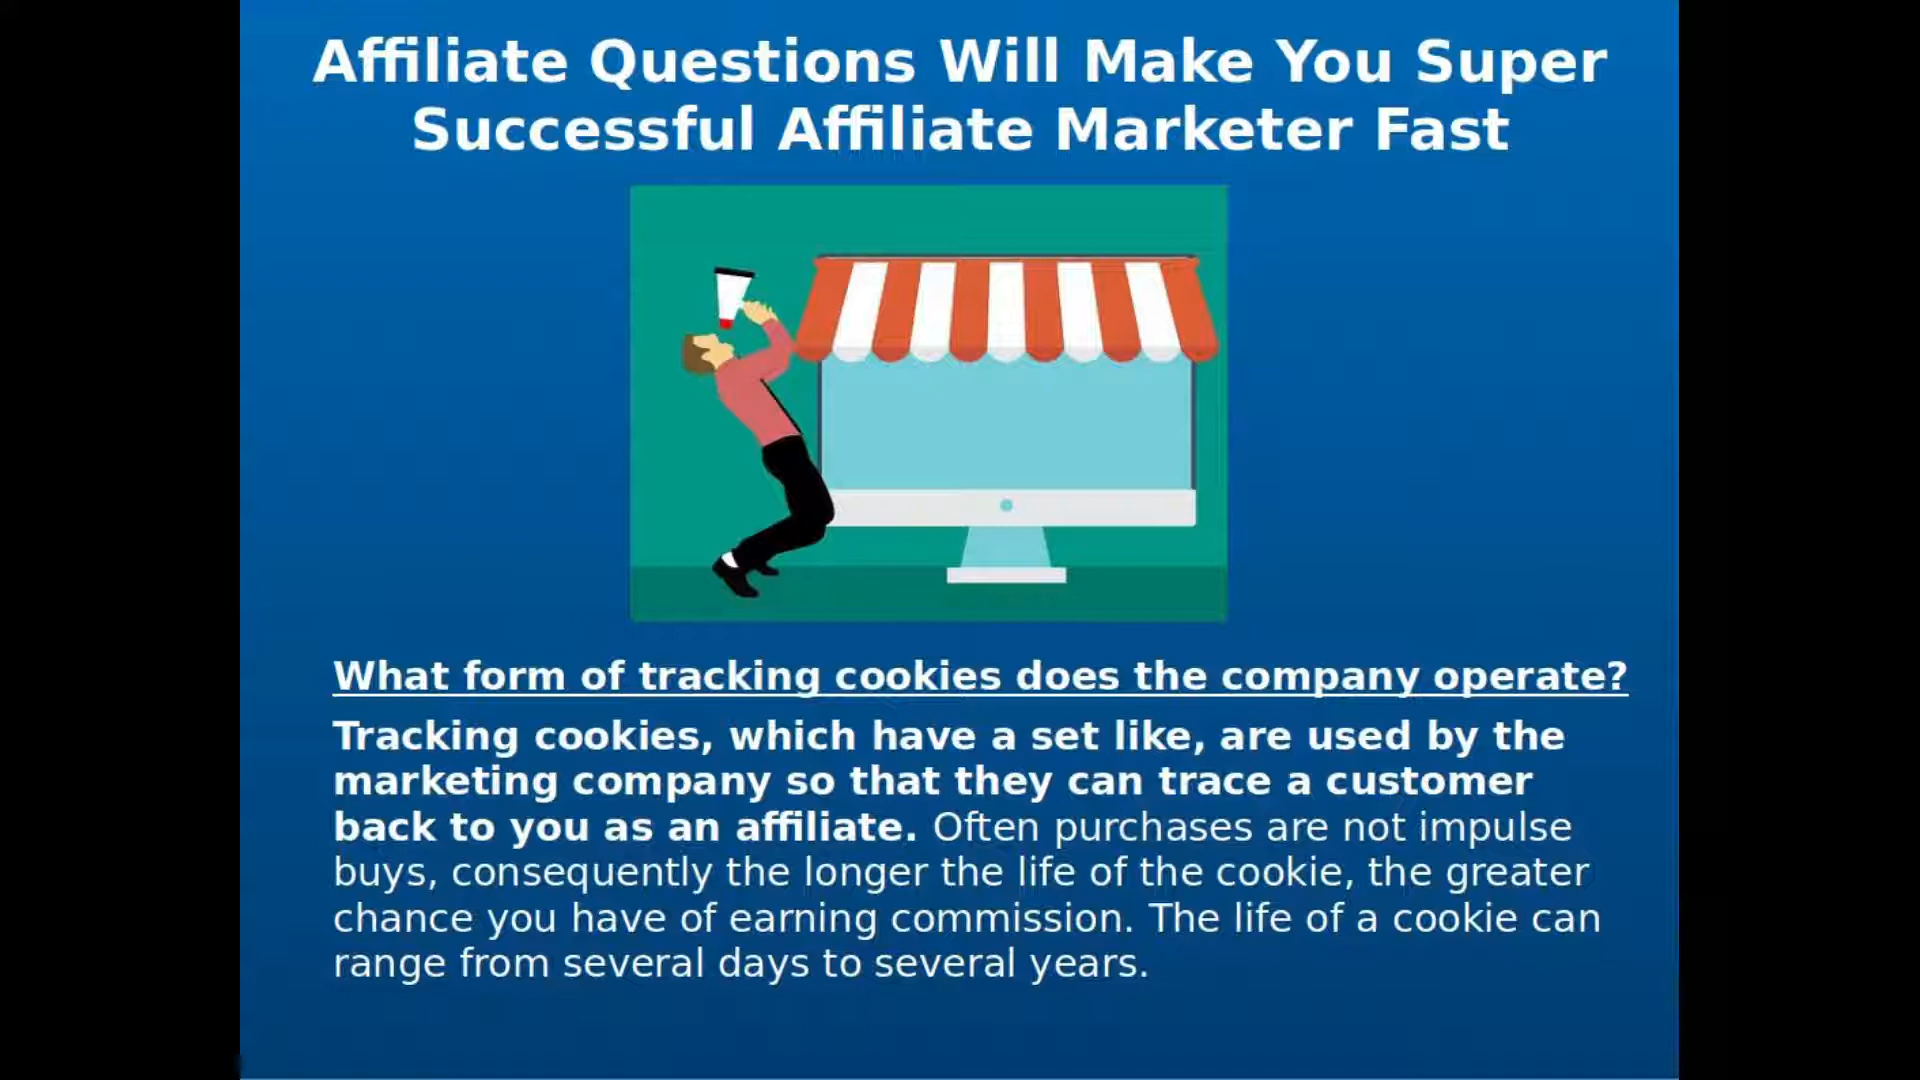 Affiliate Questions Will Make You Super
Successful Affiliate Marketer Fast
What form of tracking cookies does the company operate?
Tracking cookies, which have a set like, are used by the
marketing company so that they can trace a customer
back to you as an affiliate. Often purchases are not impulse
buys, consequently the longer the life of the cookie, the greater
chance you have of earning commission. The life of a cookie can
range from several days to several years.